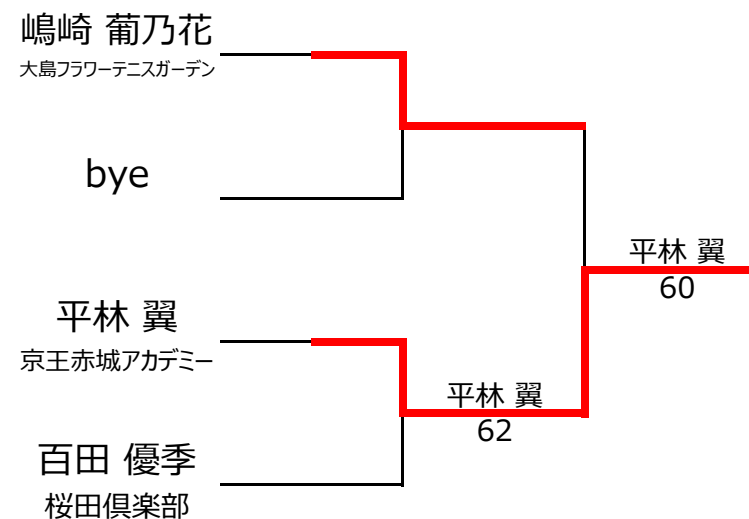 嶋崎 葡乃花
大島フラワーテニスガーデン
bye
平林 翼
60
平林 翼
京王赤城アカデミー
平林 翼
62
百田 優季
桜田倶楽部